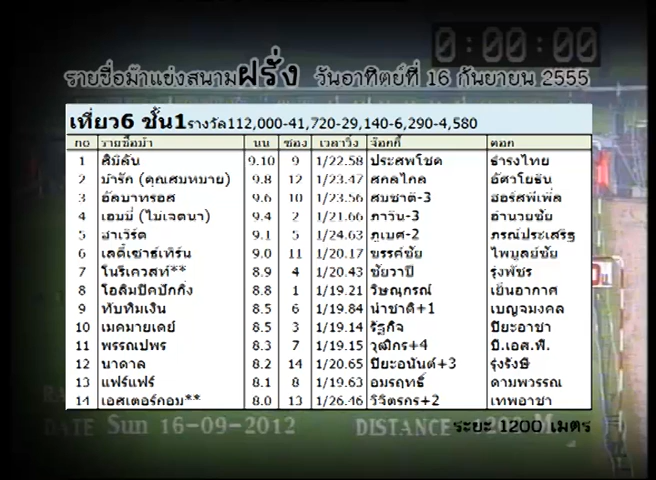 0:00:00
รายชื่อม้าแข่งสนามฝรั่ง วันอาทิตย์ที่ 16 กันยายน 2555
เที่ยว6 ชั้น1รางวัล112,000-41,720-29,140-6,290-4,580
no รายชื่อม้า นน ซอง เวลาวิ่ง จ๊อกกี้ คอก
1 สิมิลัน 9.10 9 1/22.58 ประสพโชค ธำรงไทย
2 ม้ารัก (คุณสมหมาย) 9.8 12 1/23.47 สกลไกล อัศาโยธิน
3 อัลบาทรอส 9.6 10 1/23.56 สมชาติ-3 ฮอร์สพีเพิ่ล
4 เฮมมี่ (ไม่เจตนา) 9.4 2 1/21.66 ภาวิน-3 อำนวยชัย
5 ฮาเวิร์ด 9.1 5 1/24.63 ภูเบศ-2 ภรณ์ประเสริฐ
6 เลดี้เซาธ์เทิร์น 9.0 11 1/20.17 ขรรค์ชัย ไพบูลย์ชัย
7 โนรีเควสท์** 8.9 4 1/20.43 ชัยวาปี รุ่งพัชร
8 โอลิมปิคปักกิ่ง 8.8 1 1/19.21 วิษณุกรณ์ เย็นอากาศ
9 ทับทิมเงิน 8.5 6 1/19.84 นำชาติ+1 เบญจมงคล
10 เมคมายเดย์ 8.5 3 1/19.14 รัฐกิจ ปิยะอาชา
11 พรรณปพร 8.3 7 1/19.15 วุฒิกร+4 บี.เอส.พี.
12 นาดาล 8.2 14 1/20.65 ปิยะอนันต์+3 รุ่งรังษี
13 แฟร์แฟร์ 8.1 8 1/19.63 อมรฤทธิ์ ดามพวรรณ
14 เอสเตอร์กอม** 8.0 13 1/26.46 วิจิตรกร+2 เทพอาชา
DATE Sun 16-09-2012 DISTANCE ระยะ 1200 เมตร